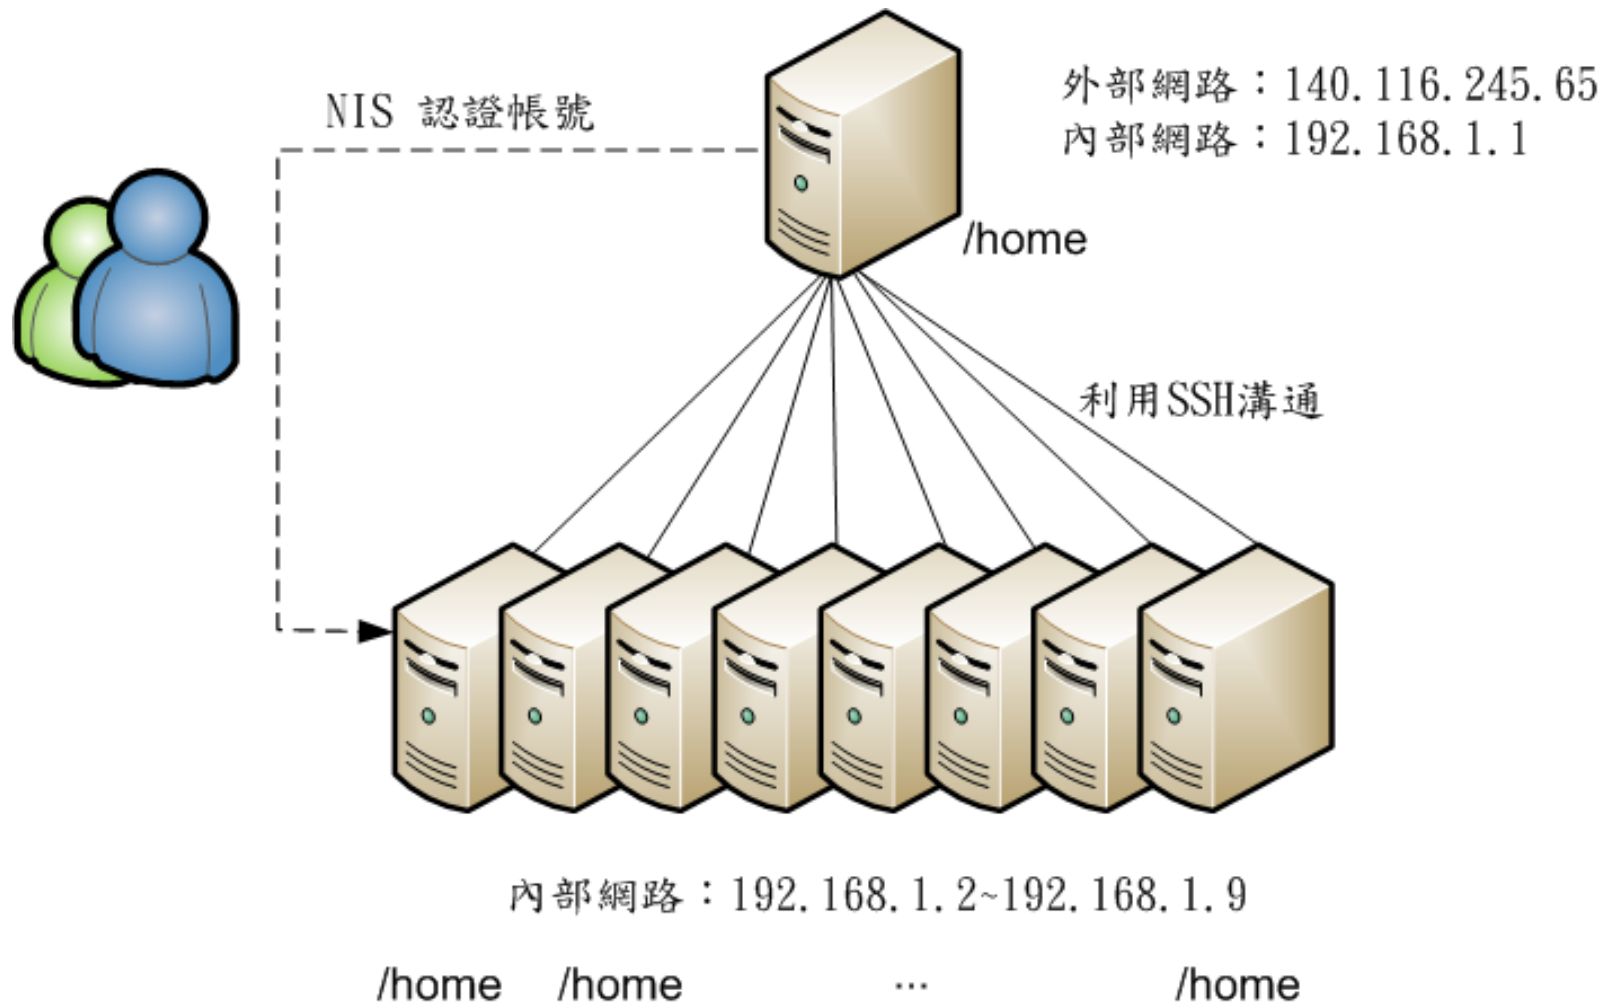 外部網路：140.116.245.65
NIS 認證帳號
內部網路：192.168.1.1
/home
利用SSH溝通
內部網路：192.168.1.2~192.168.1.9
/home /home ... /home